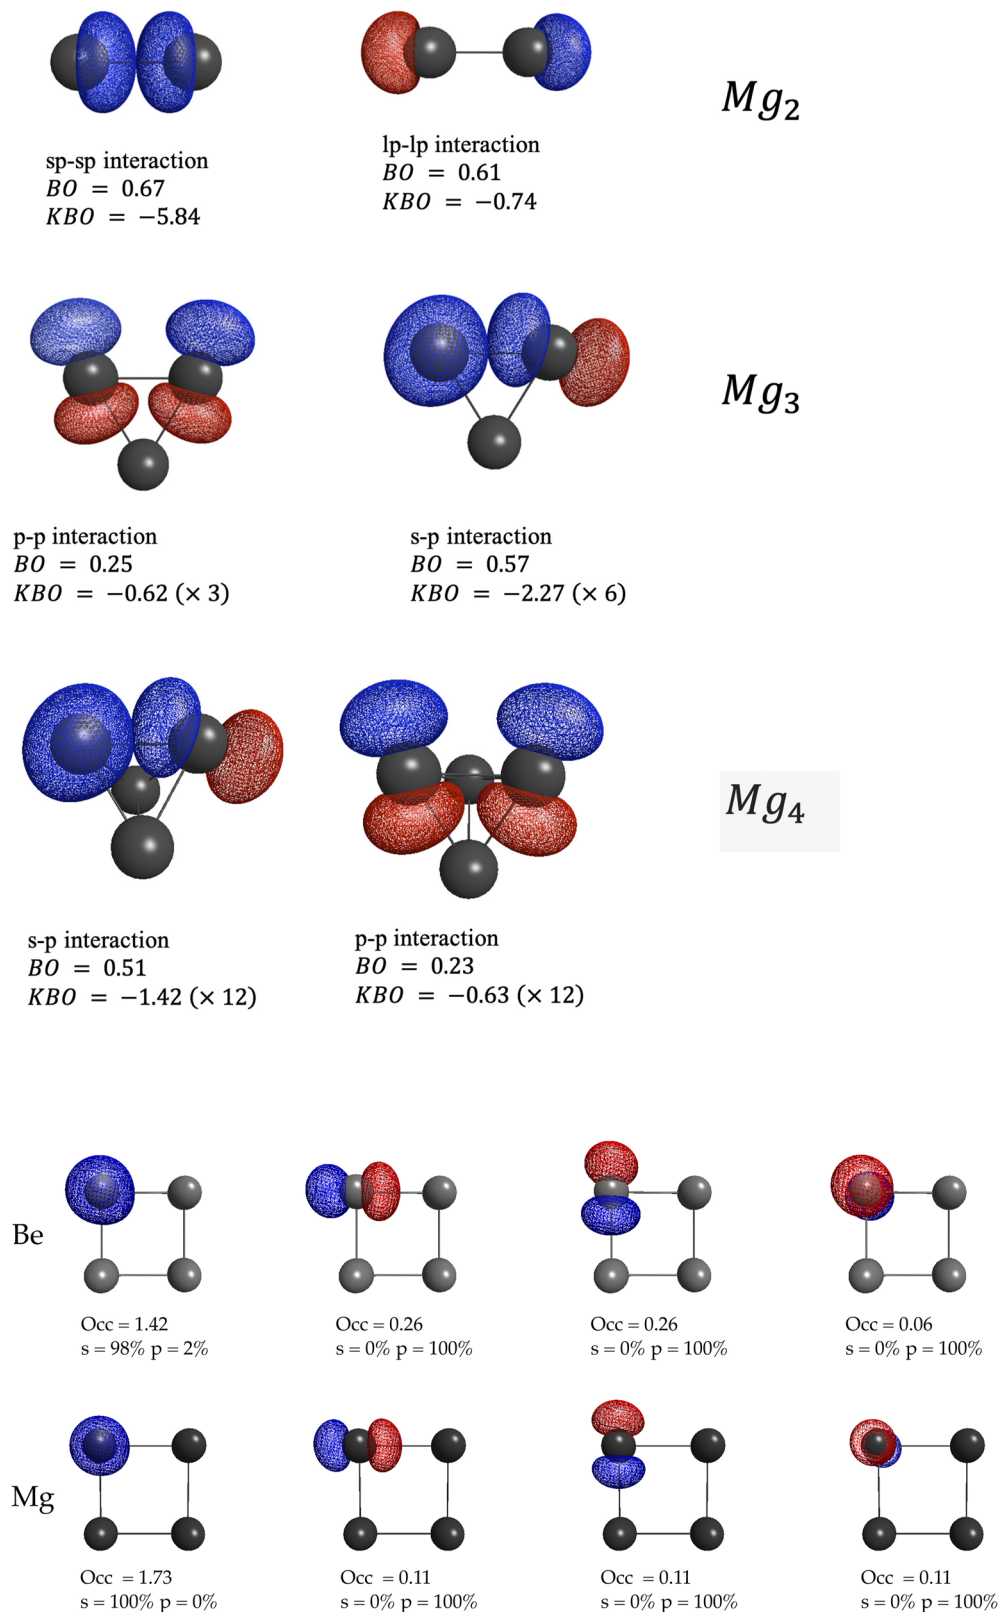 Mg₂
sp-sp interaction
BO = 0.67
KBO = −5.84
lp-lp interaction
BO = 0.61
KBO = −0.74
Mg₃
p-p interaction
BO = 0.25
KBO = −0.62 (× 3)
s-p interaction
BO = 0.57
KBO = −2.27 (× 6)
Mg₄
s-p interaction
BO = 0.51
KBO = −1.42 (× 12)
p-p interaction
BO = 0.23
KBO = −0.63 (× 12)
Be
Occ = 1.42
s = 98% p = 2%
Occ = 0.26
s = 0% p = 100%
Occ = 0.26
s = 0% p = 100%
Occ = 0.06
s = 0% p = 100%
Mg
Occ = 1.73
s = 100% p = 0%
Occ = 0.11
s = 0% p = 100%
Occ = 0.11
s = 0% p = 100%
Occ = 0.11
s = 0% p = 100%